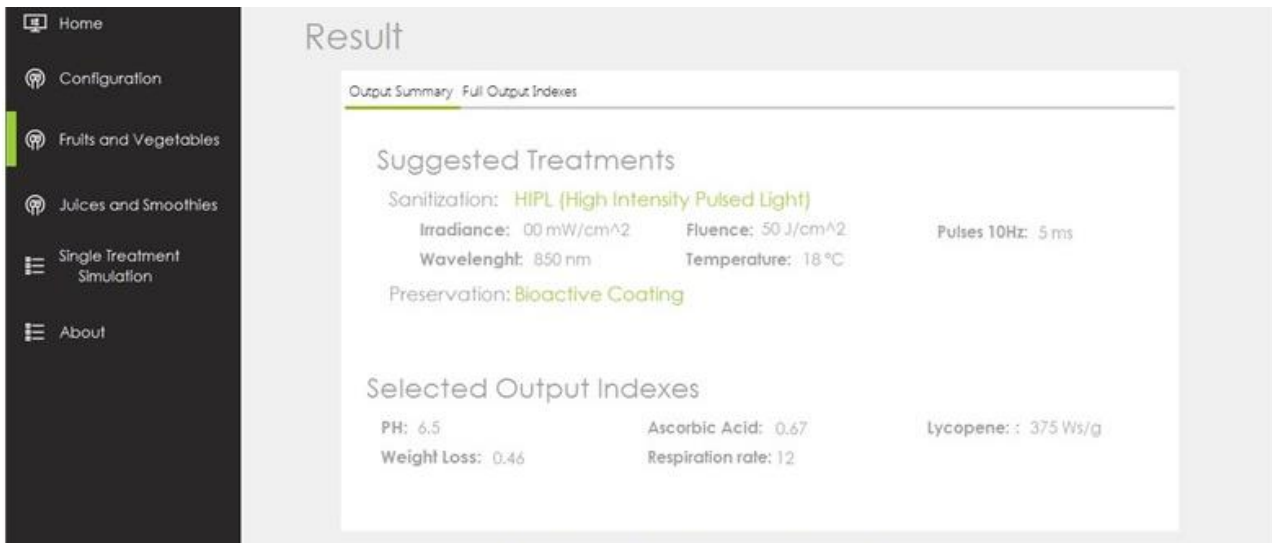 Home
Configuration
Fruits and Vegetables
Juices and Smoothies
Single Treatment
Simulation
About
Result
Output Summary Full Output Indexes
Suggested Treatments
Sanitization: HIPL (High Intensity Pulsed Light)
Irradiance: 00 mW/cm^2 Fluence: 50 J/cm^2 Pulses 10Hz: 5 ms
Wavelenght: 850 nm Temperature: 18 °C
Preservation: Bioactive Coating
Selected Output Indexes
PH: 6.5 Ascorbic Acid: 0.67 Lycopene: : 375 Ws/g
Weight Loss: 0.46 Respiration rate: 12